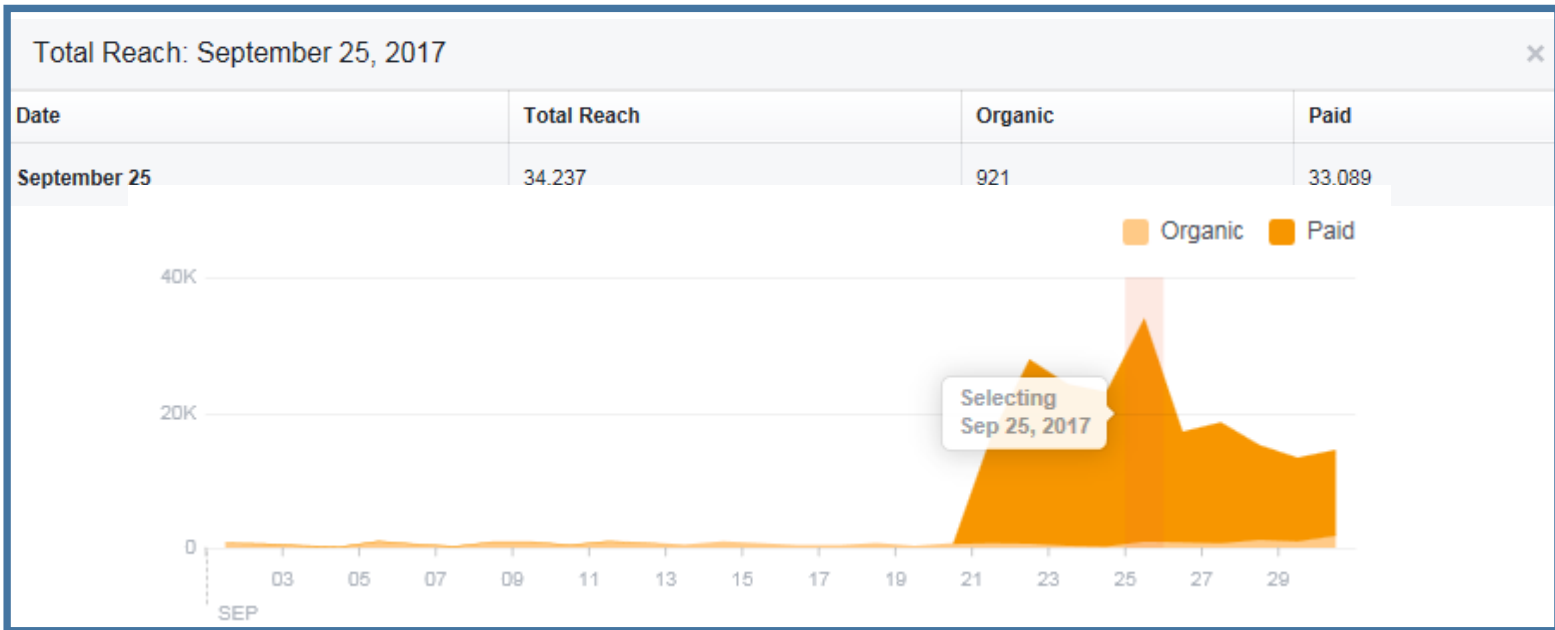 Total Reach: September 25, 2017 ×
Date Total Reach Organic Paid
September 25 34,237 921 33,089
Organic Paid
40K
Selecting
20K
Sep 25, 2017
0
03 05 07 09 11 13 15 17 19 21 23 25 27 29
SEP